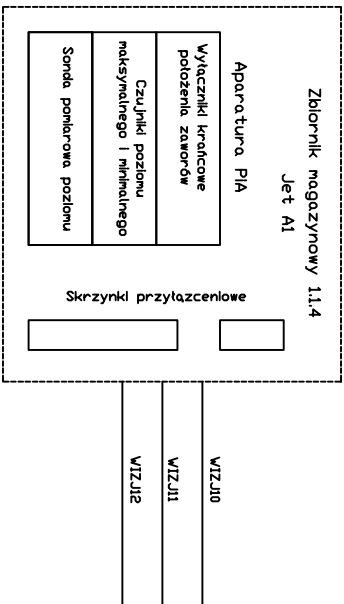 Zbiornik magazynowy 1.1.4
Jet A1
Aparatura PiA
Wyłączniki krańcowe
położenia zaworów
Czujniki poziomu
maksymalnego i minimalnego
Sonda pomiarowa poziomu
Skrzynki przyłązceniowe
WIZJ10
WIZJ11
WIZJ12